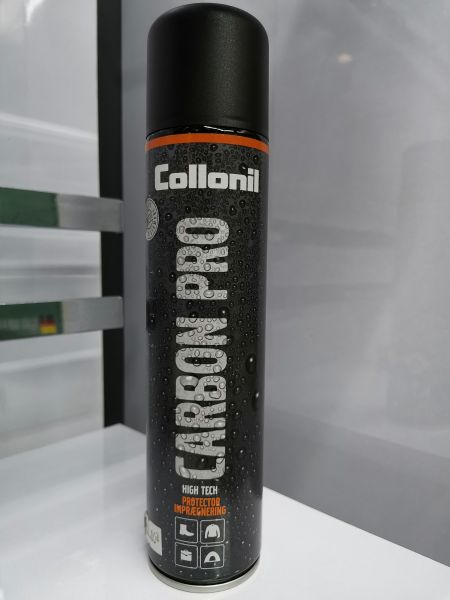 Collonil
CARBON PRO
HIGH TECH
PROTECTOR
IMPRÆGNERING